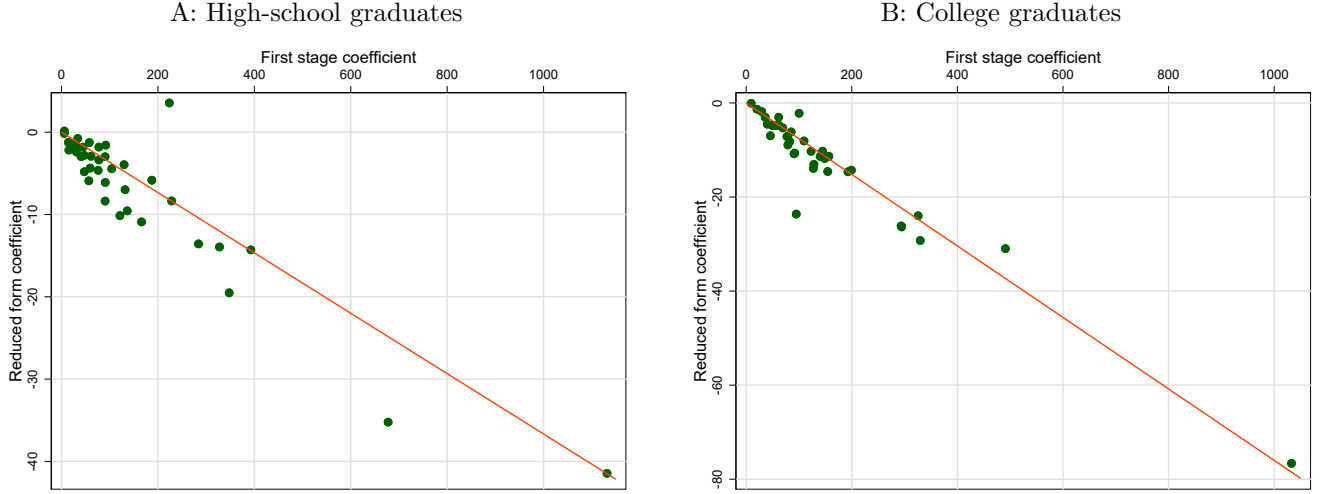 A: High-school graduates
First stage coefficient
0 200 400 600 800 1000
Reduced form coefficient
0
-10
-20
-30
-40
B: College graduates
First stage coefficient
0 200 400 600 800 1000
Reduced form coefficient
0
-20
-40
-60
-80